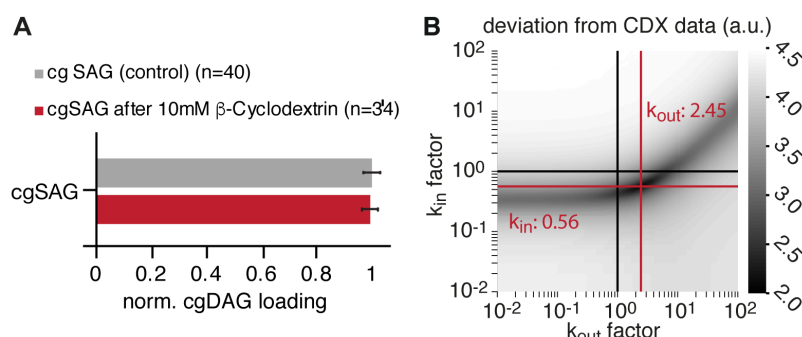 A
cg SAG (control) (n=40)
cgSAG after 10mM β-Cyclodextrin (n=34)
cgSAG
0 0.2 0.4 0.6 0.8 1
norm. cgDAG loading
B
deviation from CDX data (a.u.)
10² 10¹ 10⁰ 10⁻¹ 10⁻²
kᵢₙ factor
kₒᵤₜ: 2.45
kᵢₙ: 0.56
10⁻² 10⁻¹ 10⁰ 10¹ 10²
kₒᵤₜ factor
4.5 4.0 3.5 3.0 2.5 2.0